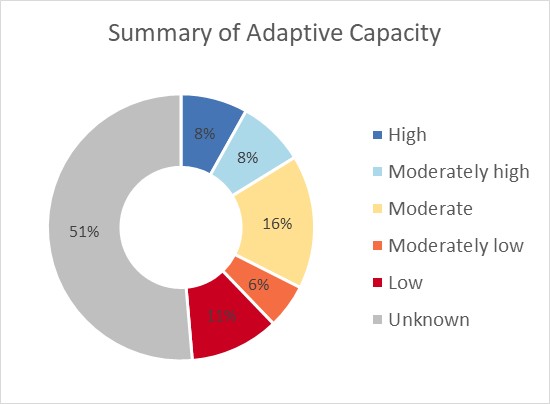 Summary of Adaptive Capacity
8%
8%
16%
6%
11%
51%
High
Moderately high
Moderate
Moderately low
Low
Unknown